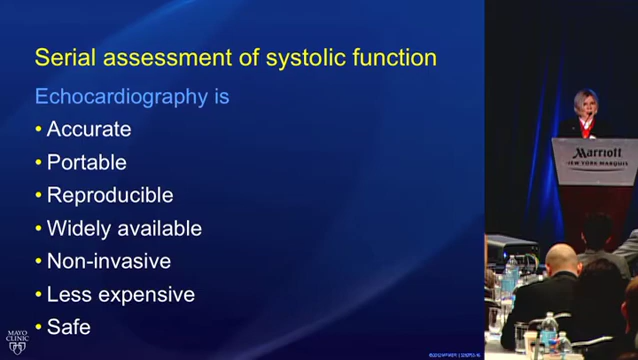 Serial assessment of systolic function
Echocardiography is
• Accurate
• Portable
• Reproducible
• Widely available
• Non-invasive
• Less expensive
• Safe
MAYO
CLINIC
Marriott
NEW YORK MARQUIS